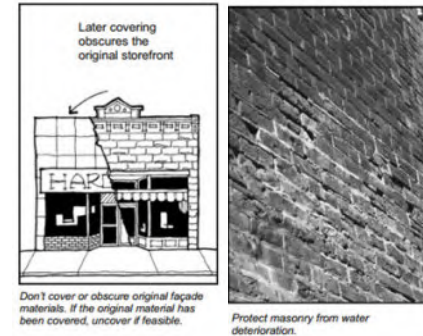 Later covering
obscures the
original storefront
HAR
Don't cover or obscure original façade
materials. If the original material has
been covered, uncover if feasible.
Protect masonry from water
deterioration.